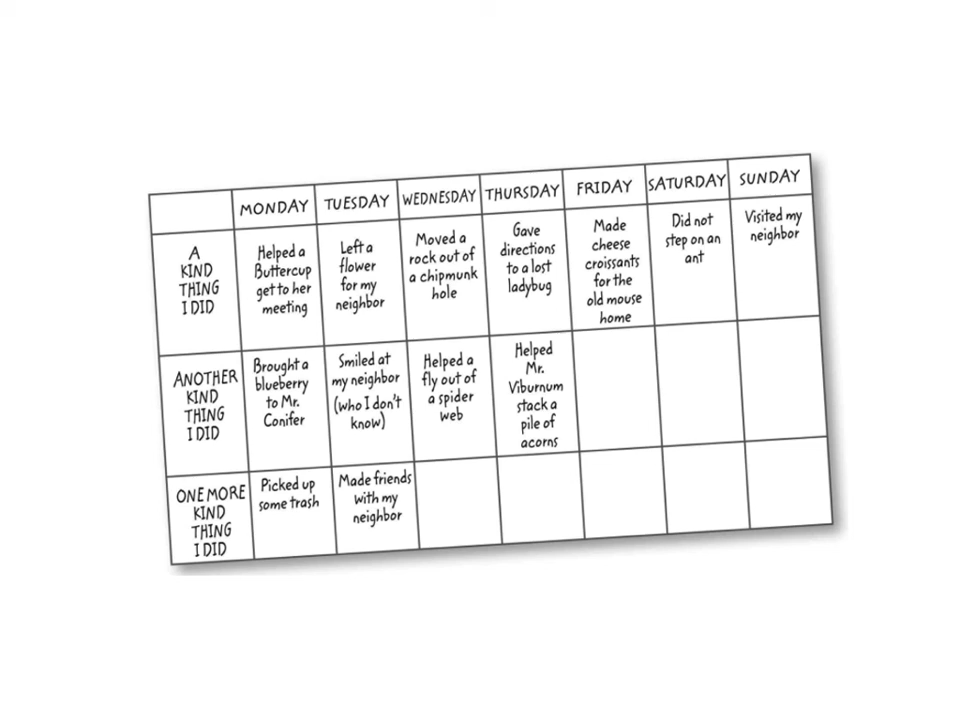 MONDAY
TUESDAY
WEDNESDAY
THURSDAY
FRIDAY
SATURDAY
SUNDAY
A
KIND
THING
I DID
Helped a
Buttercup
get to her
meeting
Left a
flower
for my
neighbor
Moved a
rock out of
a chipmunk
hole
Gave
directions
to a lost
ladybug
Made
cheese
croissants
for the
old mouse
home
Did not
step on an
ant
Visited my
neighbor
ANOTHER
KIND
THING
I DID
Brought a
blueberry
to Mr.
Conifer
Smiled at
my neighbor
(who I don't
know)
Helped a
fly out of
a spider
web
Helped
Mr.
Viburnum
stack a
pile of
acorns
ONE MORE
KIND
THING
I DID
Picked up
some trash
Made friends
with my
neighbor